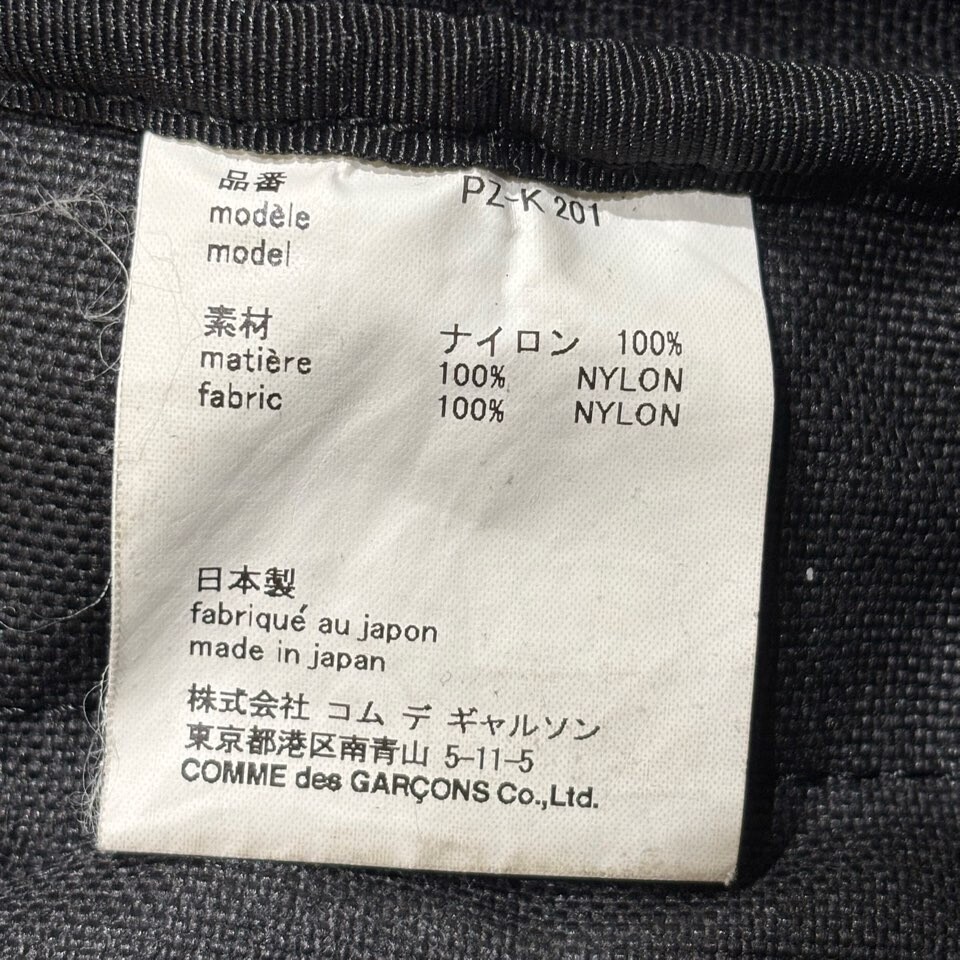 品番 PZ-K 201
modèle
model
素材 ナイロン 100%
matière 100% NYLON
fabric 100% NYLON
日本製
fabriqué au japon
made in japan
株式会社 コム デ ギャルソン
東京都港区南青山 5-11-5
COMME des GARÇONS Co.,Ltd.